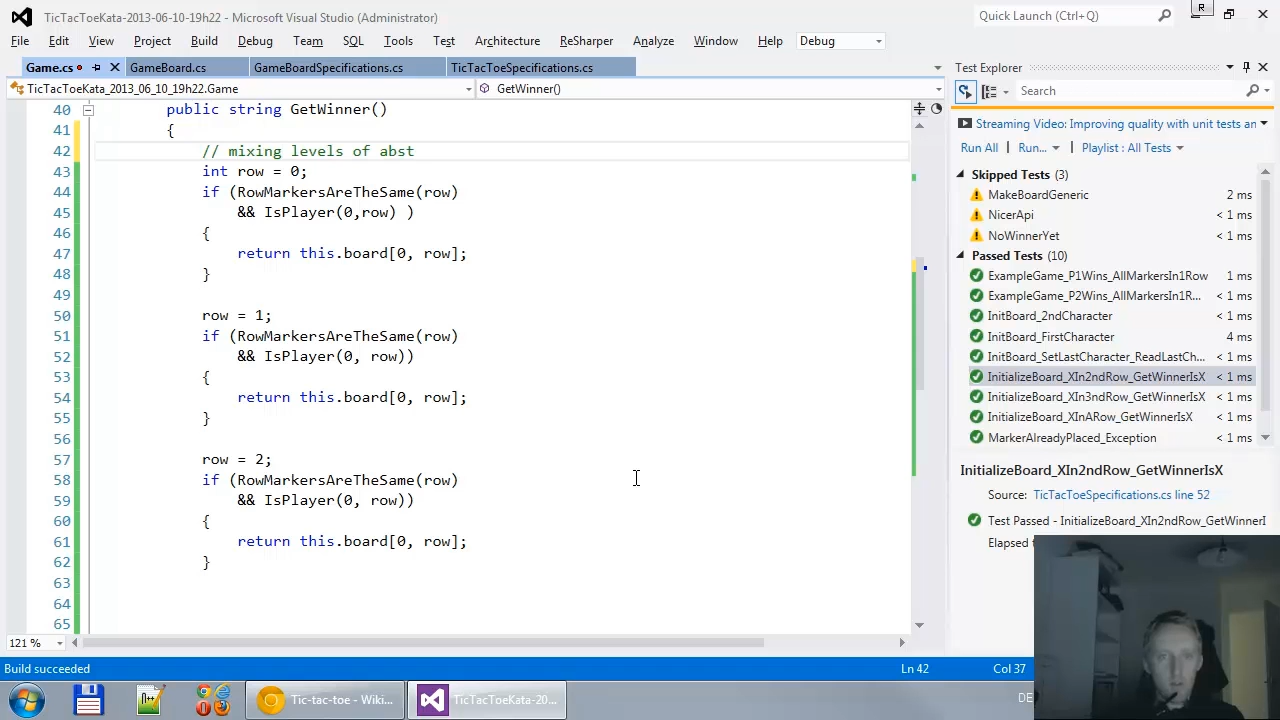 TicTacToeKata-2013-06-10-19h22 - Microsoft Visual Studio (Administrator)
Quick Launch (Ctrl+Q)
R
File Edit View Project Build Debug Team SQL Tools Test Architecture ReSharper Analyze Window Help Debug
Game.cs GameBoard.cs GameBoardSpecifications.cs TicTacToeSpecifications.cs
TicTacToeKata_2013_06_10_19h22.Game GetWinner()
40 public string GetWinner()
41 {
42 // mixing levels of abst
43 int row = 0;
44 if (RowMarkersAreTheSame(row)
45 && IsPlayer(0,row) )
46 {
47 return this.board[0, row];
48 }
49
50 row = 1;
51 if (RowMarkersAreTheSame(row)
52 && IsPlayer(0, row))
53 {
54 return this.board[0, row];
55 }
56
57 row = 2;
58 if (RowMarkersAreTheSame(row)
59 && IsPlayer(0, row))
60 {
61 return this.board[0, row];
62 }
63
64
65
121 %
Test Explorer
Search
Streaming Video: Improving quality with unit tests an
Run All Run... Playlist : All Tests
Skipped Tests (3)
MakeBoardGeneric 2 ms
NicerApi < 1 ms
NoWinnerYet < 1 ms
Passed Tests (10)
ExampleGame_P1Wins_AllMarkersIn1Row 1 ms
ExampleGame_P2Wins_AllMarkersIn1R... < 1 ms
InitBoard_2ndCharacter < 1 ms
InitBoard_FirstCharacter 4 ms
InitBoard_SetLastCharacter_ReadLastCh... < 1 ms
InitializeBoard_XIn2ndRow_GetWinnerIsX < 1 ms
InitializeBoard_XIn3ndRow_GetWinnerIsX < 1 ms
InitializeBoard_XInARow_GetWinnerIsX < 1 ms
MarkerAlreadyPlaced_Exception < 1 ms
InitializeBoard_XIn2ndRow_GetWinnerIsX
Source: TicTacToeSpecifications.cs line 52
Test Passed - InitializeBoard_XIn2ndRow_GetWinnerI
Elapsed
Build succeeded Ln 42 Col 37
Tic-tac-toe - Wiki... TicTacToeKata-20... DE